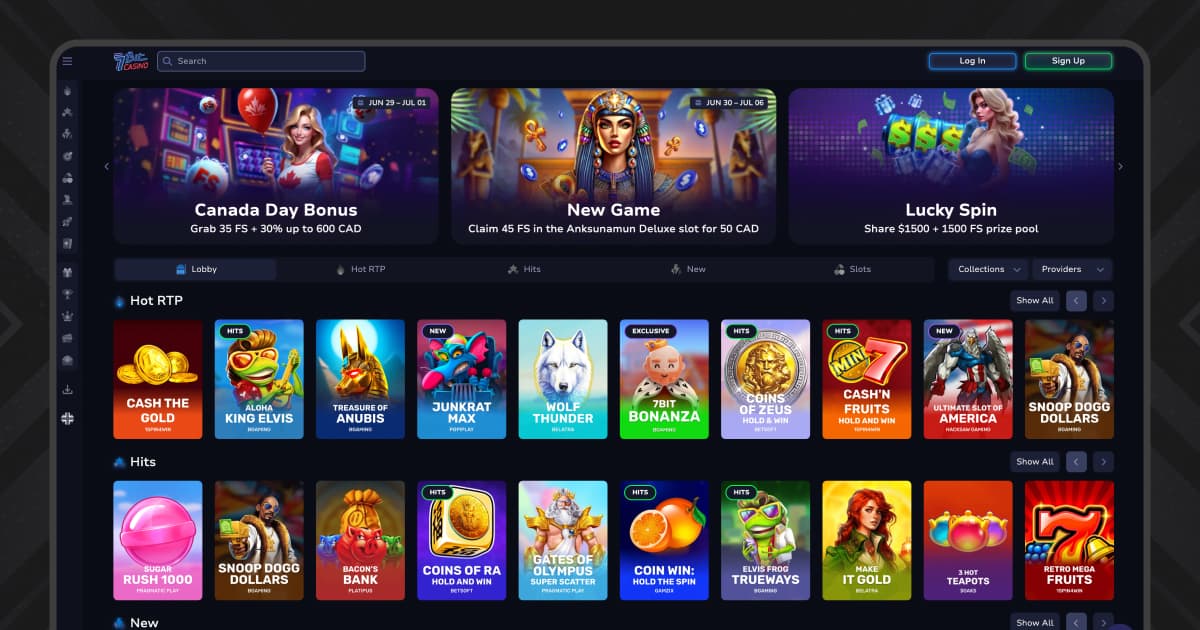 7Bit
CASINO
Search
Log In
Sign Up
JUN 29 – JUL 01
Canada Day Bonus
Grab 35 FS + 30% up to 600 CAD
JUN 30 – JUL 06
New Game
Claim 45 FS in the Anksunamun Deluxe slot for 50 CAD
$$$
Lucky Spin
Share $1500 + 1500 FS prize pool
Lobby
Hot RTP
Hits
New
Slots
Collections
Providers
Hot RTP
Show All
CASH THE
GOLD
1SPIN4WIN
HITS
ALOHA
KING ELVIS
BGAMING
TREASURE OF
ANUBIS
BGAMING
NEW
JUNKRAT
MAX
POPIPLAY
WOLF
THUNDER
BELATRA
EXCLUSIVE
7BIT
BONANZA
BGAMING
HITS
COINS
OF ZEUS
HOLD & WIN
BETSOFT
HITS
MIN 7
CASH'N
FRUITS
HOLD AND WIN
1SPIN4WIN
NEW
ULTIMATE SLOT OF
AMERICA
HACKSAW GAMING
SNOOP DOGG
DOLLARS
BGAMING
Hits
Show All
SUGAR
RUSH 1000
PRAGMATIC PLAY
SNOOP DOGG
DOLLARS
BGAMING
BACON'S
BANK
PLATIPUS
HITS
COINS OF RA
HOLD AND WIN
BETSOFT
GATES OF
OLYMPUS
SUPER SCATTER
PRAGMATIC PLAY
HITS
COIN WIN:
HOLD THE SPIN
GAMZIX
HITS
ELVIS FROG
TRUEWAYS
BGAMING
MAKE
IT GOLD
BELATRA
3 HOT
TEAPOTS
3OAKS
77
RETRO MEGA
FRUITS
1SPIN4WIN
New
Show All